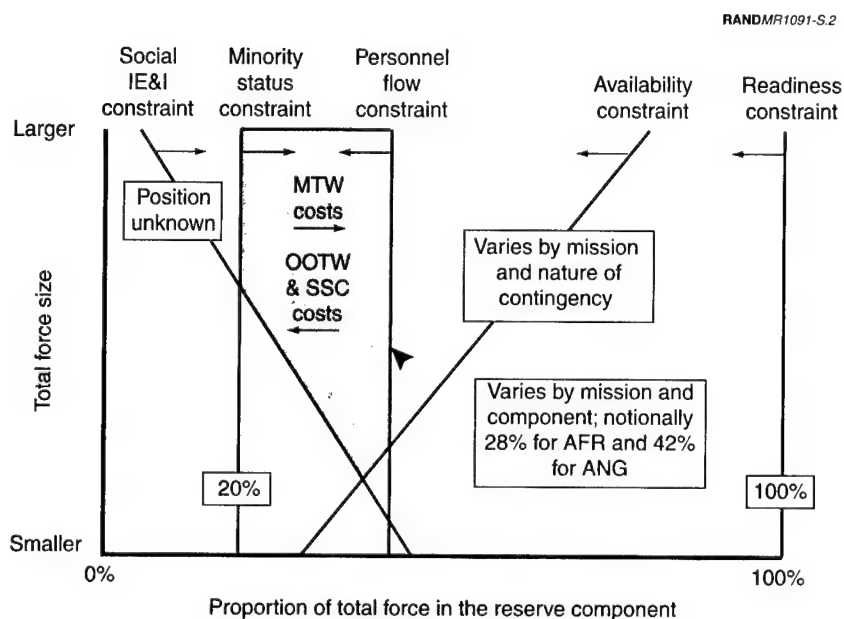 RANDMR1091-S.2
Social
IE&I
constraint
Minority
status
constraint
Personnel
flow
constraint
Availability
constraint
Readiness
constraint
Larger
Position
unknown
MTW
costs
OOTW
& SSC
costs
Varies by mission
and nature of
contingency
Varies by mission and
component; notionally
28% for AFR and 42%
for ANG
Total force size
20%
100%
Smaller
0%
100%
Proportion of total force in the reserve component